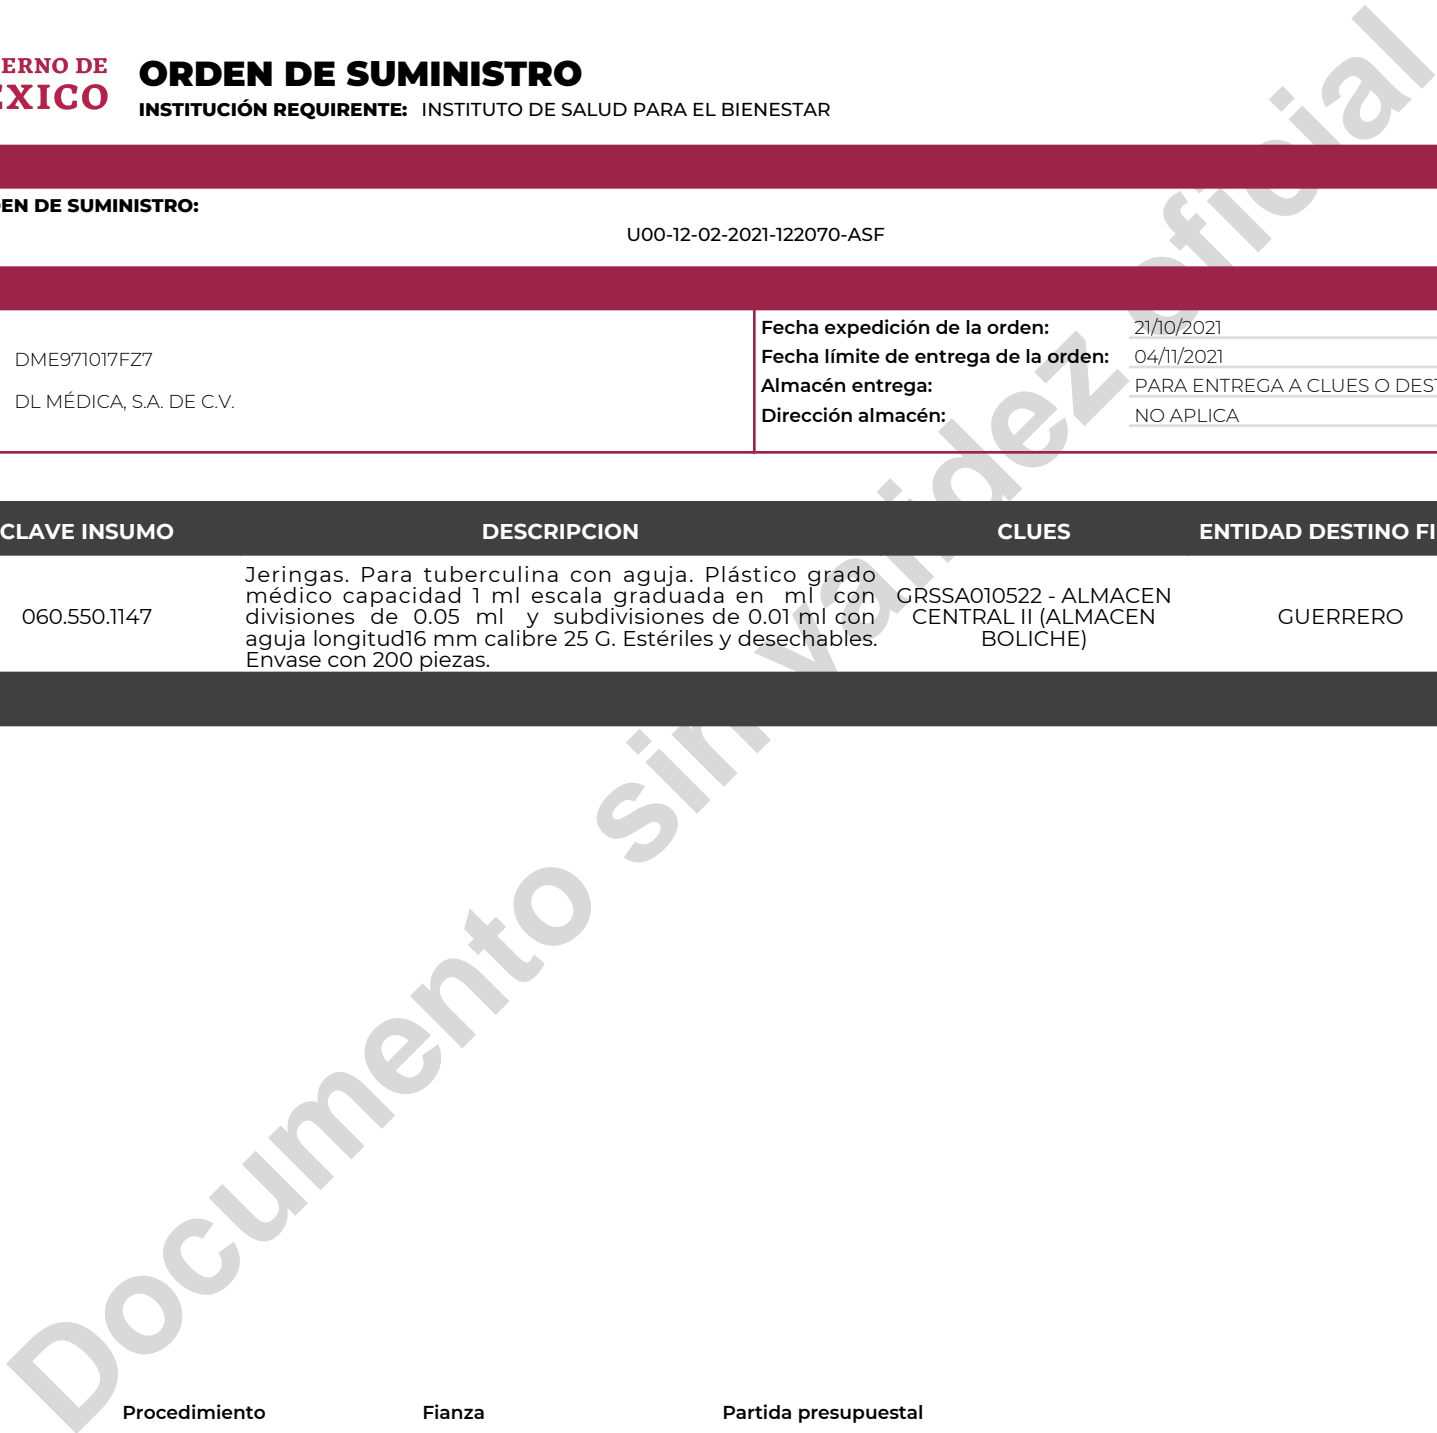 ERNO DE
EXICO
ORDEN DE SUMINISTRO
INSTITUCIÓN REQUIRENTE: INSTITUTO DE SALUD PARA EL BIENESTAR
EN DE SUMINISTRO:
U00-12-02-2021-122070-ASF
DME971017FZ7
DL MÉDICA, S.A. DE C.V.
Fecha expedición de la orden: 21/10/2021
Fecha límite de entrega de la orden: 04/11/2021
Almacén entrega: PARA ENTREGA A CLUES O DEST
Dirección almacén: NO APLICA
CLAVE INSUMO DESCRIPCION CLUES ENTIDAD DESTINO FI
060.550.1147
Jeringas. Para tuberculina con aguja. Plástico grado
médico capacidad 1 ml escala graduada en ml con
divisiones de 0.05 ml y subdivisiones de 0.01 ml con
aguja longitud16 mm calibre 25 G. Estériles y desechables.
Envase con 200 piezas.
GRSSA010522 - ALMACEN
CENTRAL II (ALMACEN
BOLICHE)
GUERRERO
Documento sin validez oficial
Procedimiento Fianza Partida presupuestal